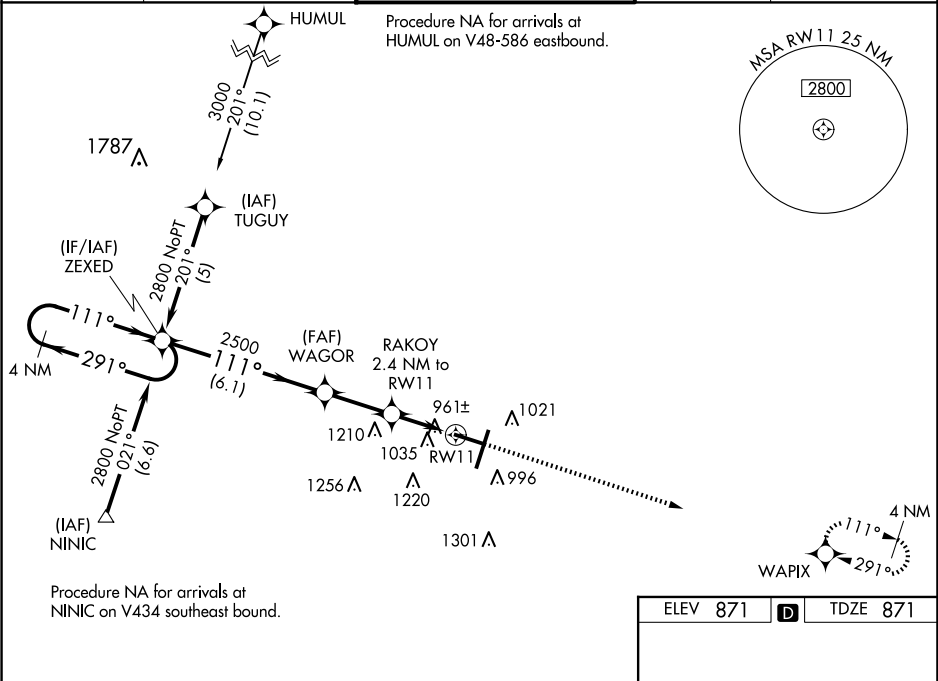 HUMUL
Procedure NA for arrivals at
HUMUL on V48-586 eastbound.
MSA RW11 25 NM
2800
3000
201°
(10.1)
1787
(IAF)
TUGUY
2800 NoPT
201°
(5)
(IF/IAF)
ZEXED
111°
291°
4 NM
2500
111°
(6.1)
(FAF)
WAGOR
RAKOY
2.4 NM to
RW11
961±
1021
1210
1035
RW11
996
1256
1220
1301
2800 NoPT
021°
(6.6)
(IAF)
NINIC
4 NM
111°
291°
WAPIX
Procedure NA for arrivals at
NINIC on V434 southeast bound.
ELEV 871 D TDZE 871